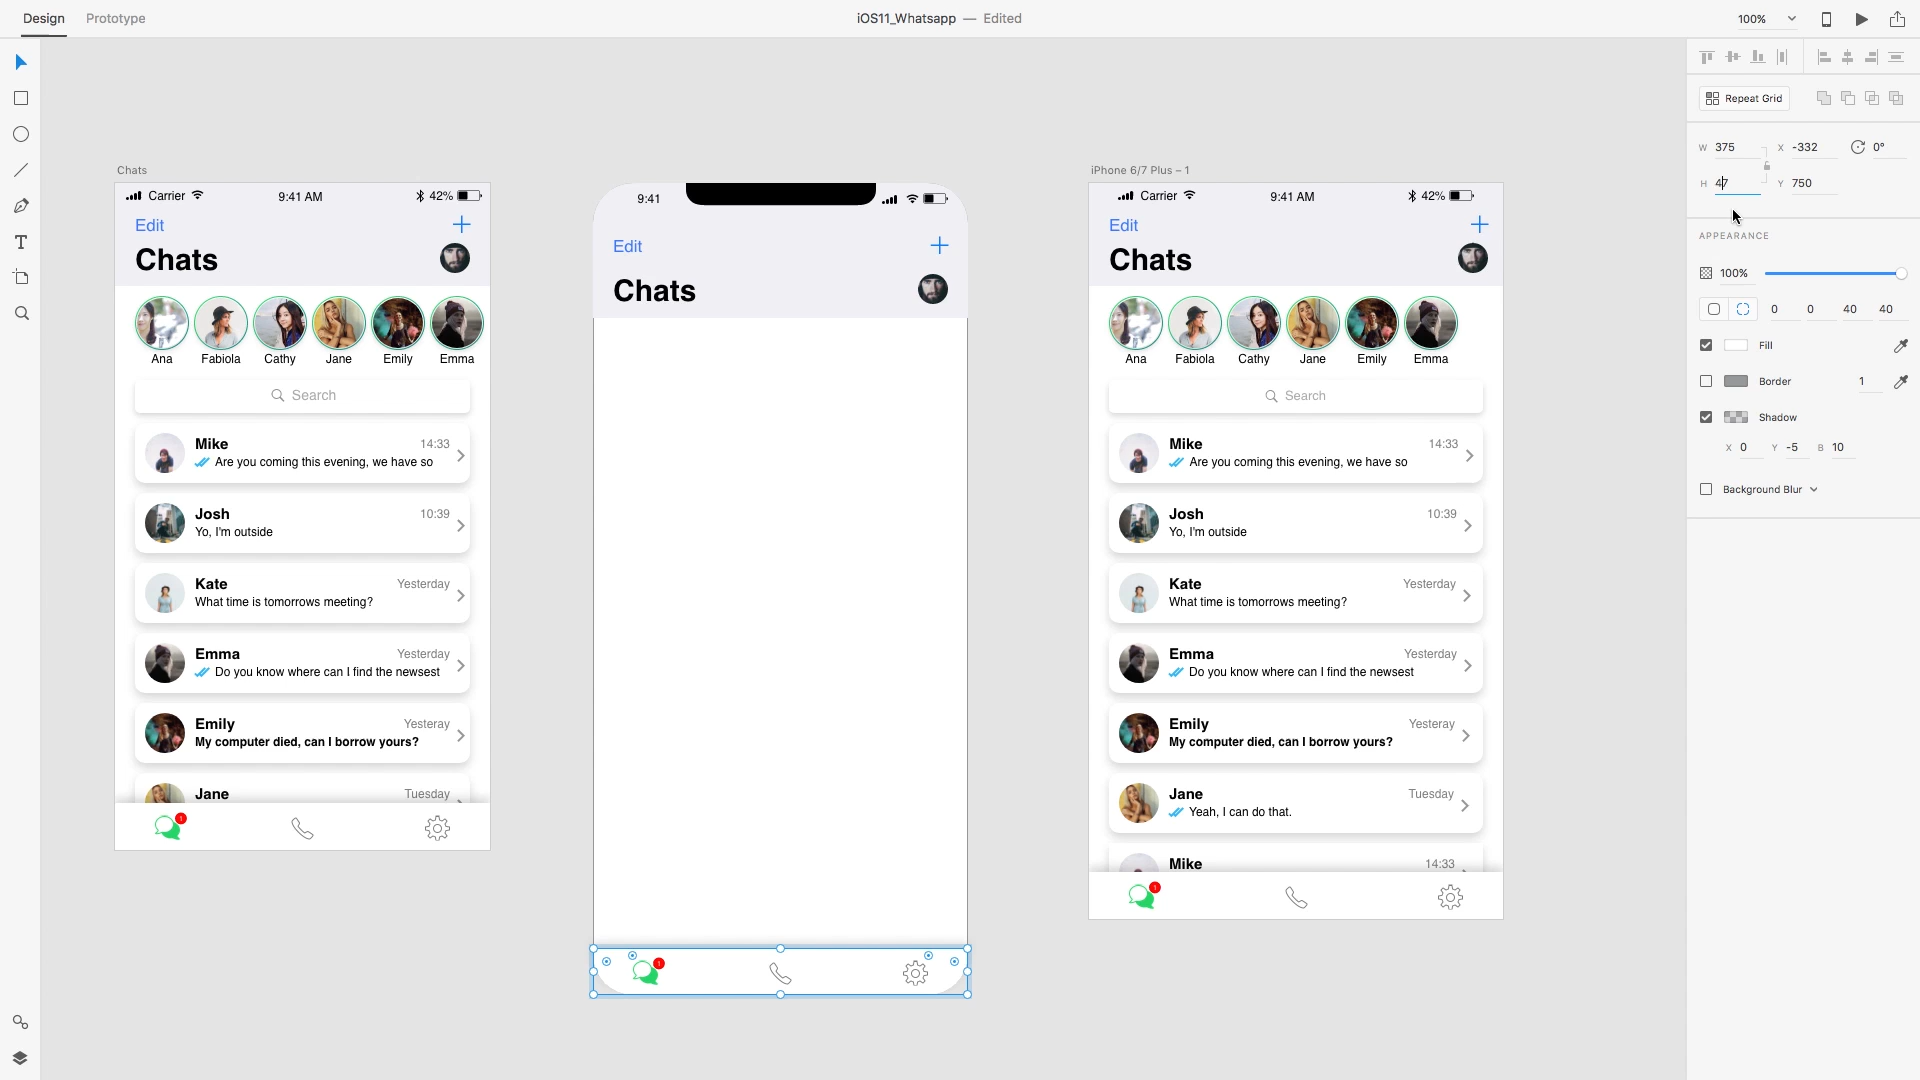 Design Prototype iOS11_Whatsapp — Edited 100%
Repeat Grid
W 375 X -332 0°
H 47 Y 750
APPEARANCE
100%
0 0 40 40
Fill
Border 1
Shadow
X 0 Y -5 B 10
Background Blur
Chats
Carrier 9:41 AM 42%
Edit
Chats
Ana Fabiola Cathy Jane Emily Emma
Search
Mike 14:33
Are you coming this evening, we have so
Josh 10:39
Yo, I'm outside
Kate Yesterday
What time is tomorrows meeting?
Emma Yesterday
Do you know where can I find the newsest
Emily Yesteray
My computer died, can I borrow yours?
Jane Tuesday
1
9:41
Edit
Chats
1
iPhone 6/7 Plus – 1
Carrier 9:41 AM 42%
Edit
Chats
Ana Fabiola Cathy Jane Emily Emma
Search
Mike 14:33
Are you coming this evening, we have so
Josh 10:39
Yo, I'm outside
Kate Yesterday
What time is tomorrows meeting?
Emma Yesterday
Do you know where can I find the newsest
Emily Yesteray
My computer died, can I borrow yours?
Jane Tuesday
Yeah, I can do that.
Mike 14:33
1